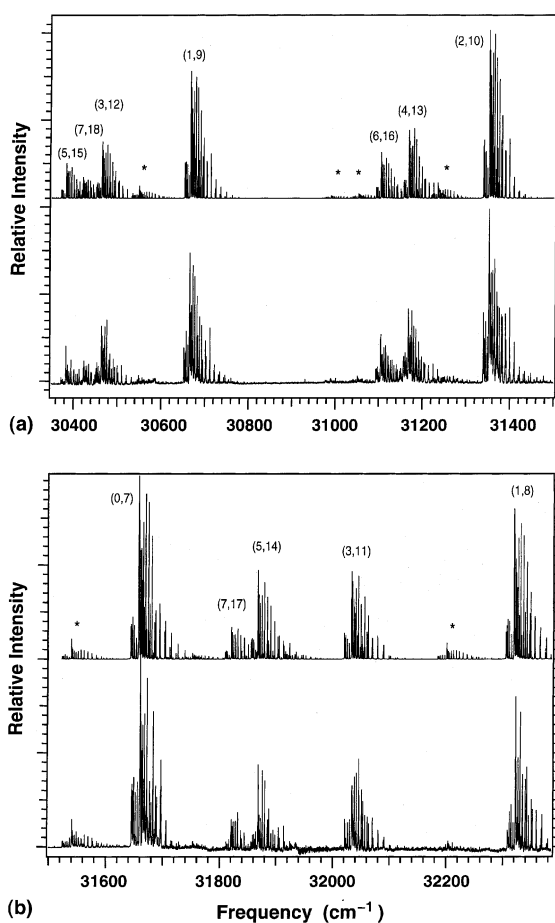 (2,10)
(1,9)
(3,12)
(4,13)
(7,18)
(6,16)
(5,15)
*
* *
*
Relative Intensity
30400 30600 30800 31000 31200 31400
(a)
(0,7)
(1,8)
(5,14)
(3,11)
(7,17)
*
*
Relative Intensity
31600 31800 32000 32200
Frequency (cm⁻¹)
(b)